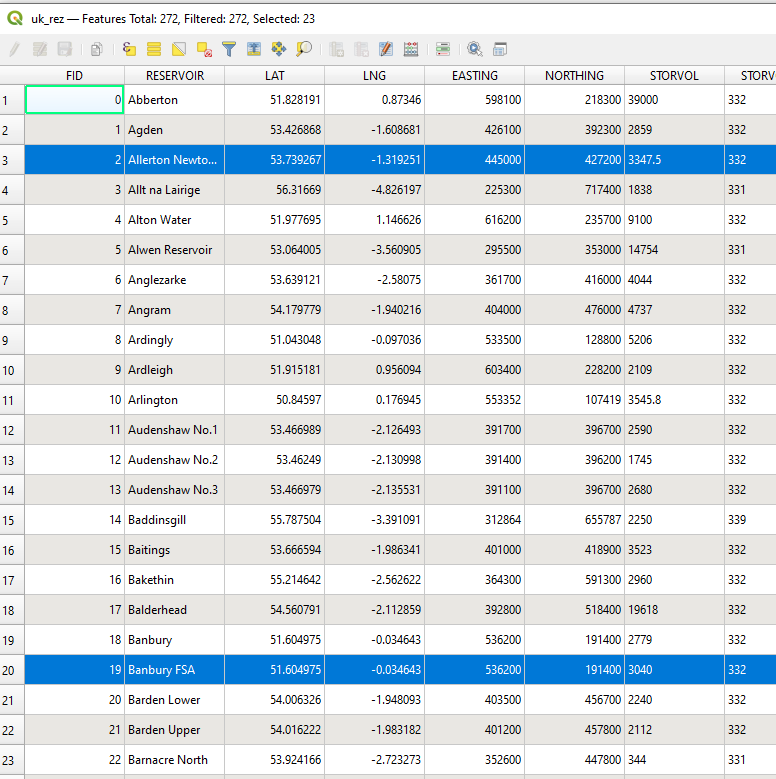 uk_rez — Features Total: 272, Filtered: 272, Selected: 23
FID RESERVOIR LAT LNG EASTING NORTHING STORVOL STORV
1 0 Abberton 51.828191 0.87346 598100 218300 39000 332
2 1 Agden 53.426868 -1.608681 426100 392300 2859 332
3 2 Allerton Newto... 53.739267 -1.319251 445000 427200 3347.5 332
4 3 Allt na Lairige 56.31669 -4.826197 225300 717400 1838 331
5 4 Alton Water 51.977695 1.146626 616200 235700 9100 332
6 5 Alwen Reservoir 53.064005 -3.560905 295500 353000 14754 331
7 6 Anglezarke 53.639121 -2.58075 361700 416000 4044 332
8 7 Angram 54.179779 -1.940216 404000 476000 4737 332
9 8 Ardingly 51.043048 -0.097036 533500 128800 5206 332
10 9 Ardleigh 51.915181 0.956094 603400 228200 2109 332
11 10 Arlington 50.84597 0.176945 553352 107419 3545.8 332
12 11 Audenshaw No.1 53.466989 -2.126493 391700 396700 2590 332
13 12 Audenshaw No.2 53.46249 -2.130998 391400 396200 1745 332
14 13 Audenshaw No.3 53.466979 -2.135531 391100 396700 2680 332
15 14 Baddinsgill 55.787504 -3.391091 312864 655787 2250 339
16 15 Baitings 53.666594 -1.986341 401000 418900 3523 332
17 16 Bakethin 55.214642 -2.562622 364300 591300 2960 332
18 17 Balderhead 54.560791 -2.112859 392800 518400 19618 332
19 18 Banbury 51.604975 -0.034643 536200 191400 2779 332
20 19 Banbury FSA 51.604975 -0.034643 536200 191400 3040 332
21 20 Barden Lower 54.006326 -1.948093 403500 456700 2240 332
22 21 Barden Upper 54.016222 -1.983182 401200 457800 2112 332
23 22 Barnacre North 53.924166 -2.723273 352600 447800 344 331